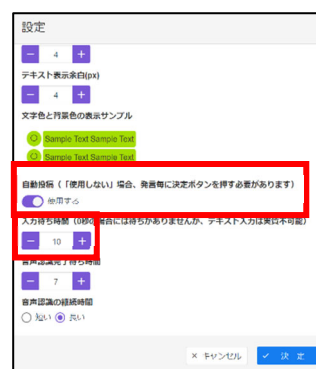 設定
− 4 +
テキスト表示余白(px)
− 4 +
文字色と背景色の表示サンプル
Sample Text Sample Text
Sample Text Sample Text
自動投稿（「使用しない」場合、発言毎に決定ボタンを押す必要があります）
使用する
入力待ち時間（0秒の場合には待ちがありませんが、テキスト入力は実質不可能）
− 10 +
音声認識完了待ち時間
− 7 +
音声認識の継続時間
短い 長い
× キャンセル ✓ 決 定